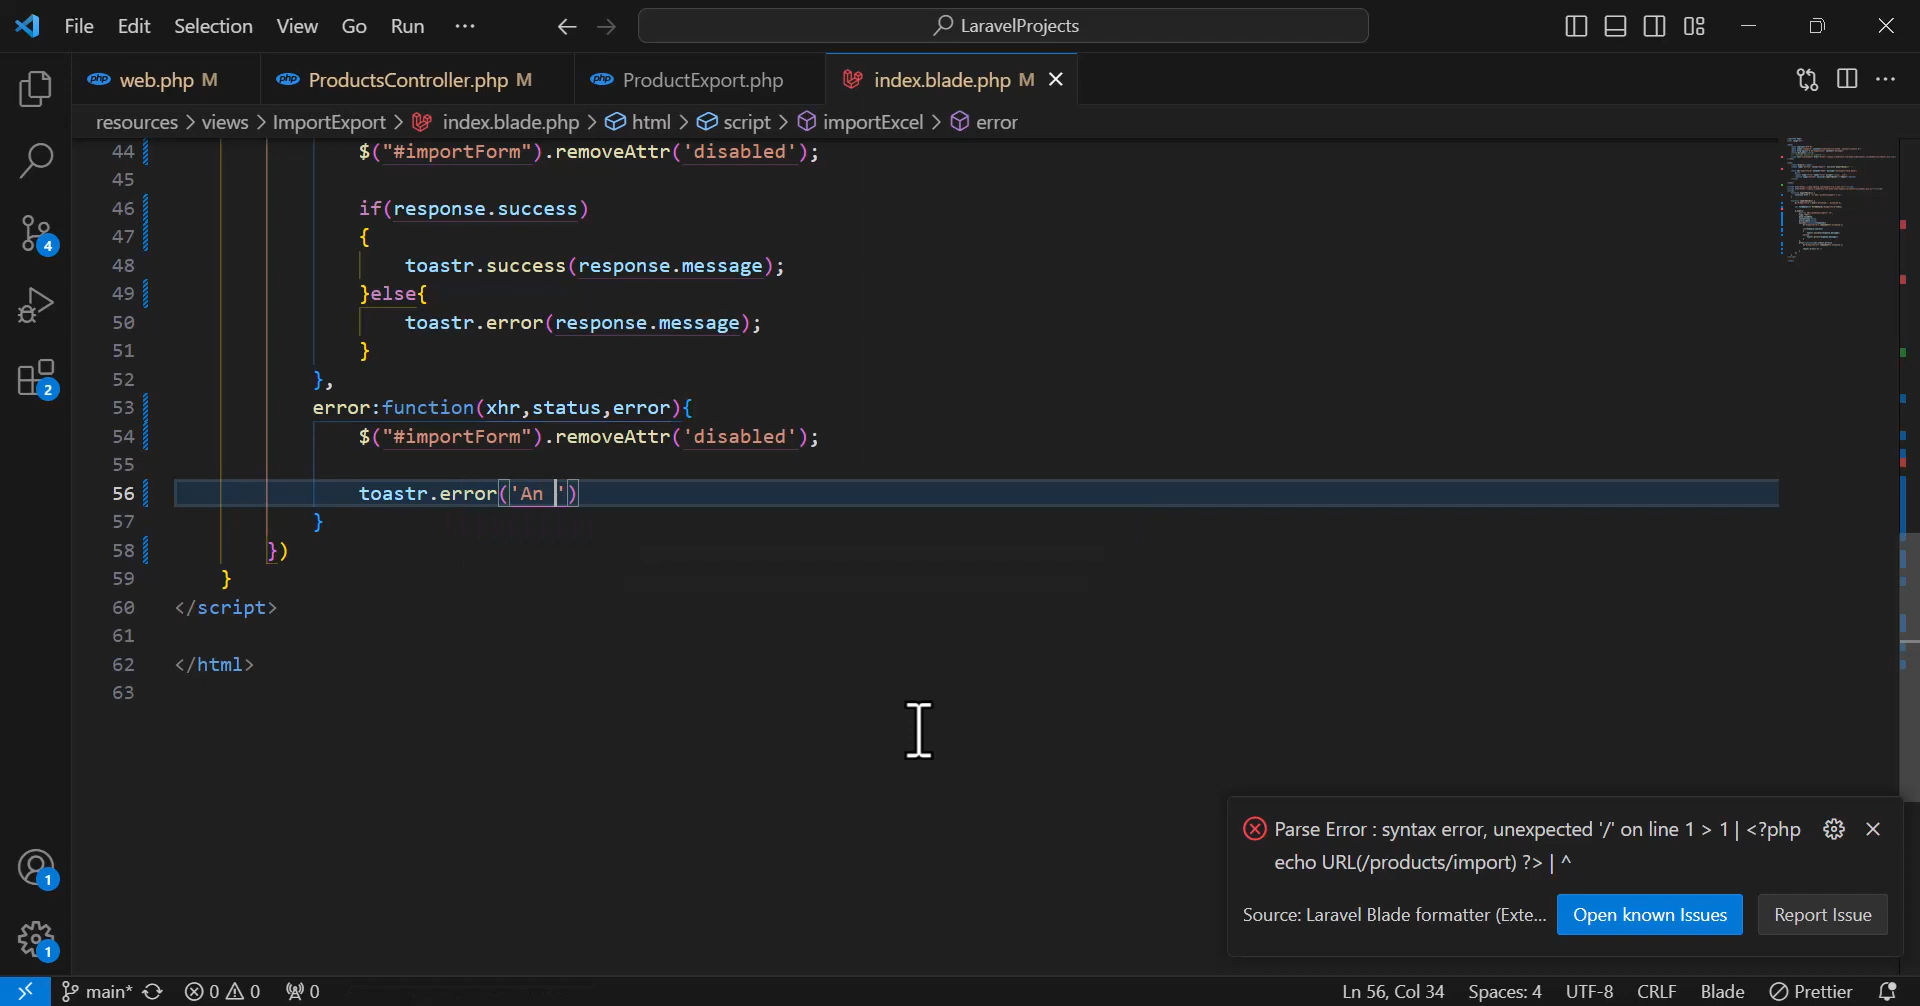 File Edit Selection View Go Run ··· LaravelProjects
web.php M ProductsController.php M ProductExport.php index.blade.php M
resources > views > ImportExport > index.blade.php > html > script > importExcel > error
44 $("#importForm").removeAttr('disabled');
45
46 if(response.success)
47 {
48 toastr.success(response.message);
49 }else{
50 toastr.error(response.message);
51 }
52 },
53 error:function(xhr,status,error){
54 $("#importForm").removeAttr('disabled');
55
56 toastr.error('An ')
57 }
58 })
59 }
60 </script>
61
62 </html>
63
4
2
1
1
Parse Error : syntax error, unexpected '/' on line 1 > 1 | <?php
echo URL(/products/import) ?> | ^
Source: Laravel Blade formatter (Exte... Open known Issues Report Issue
main* 0 0 0 Ln 56, Col 34 Spaces: 4 UTF-8 CRLF Blade Prettier